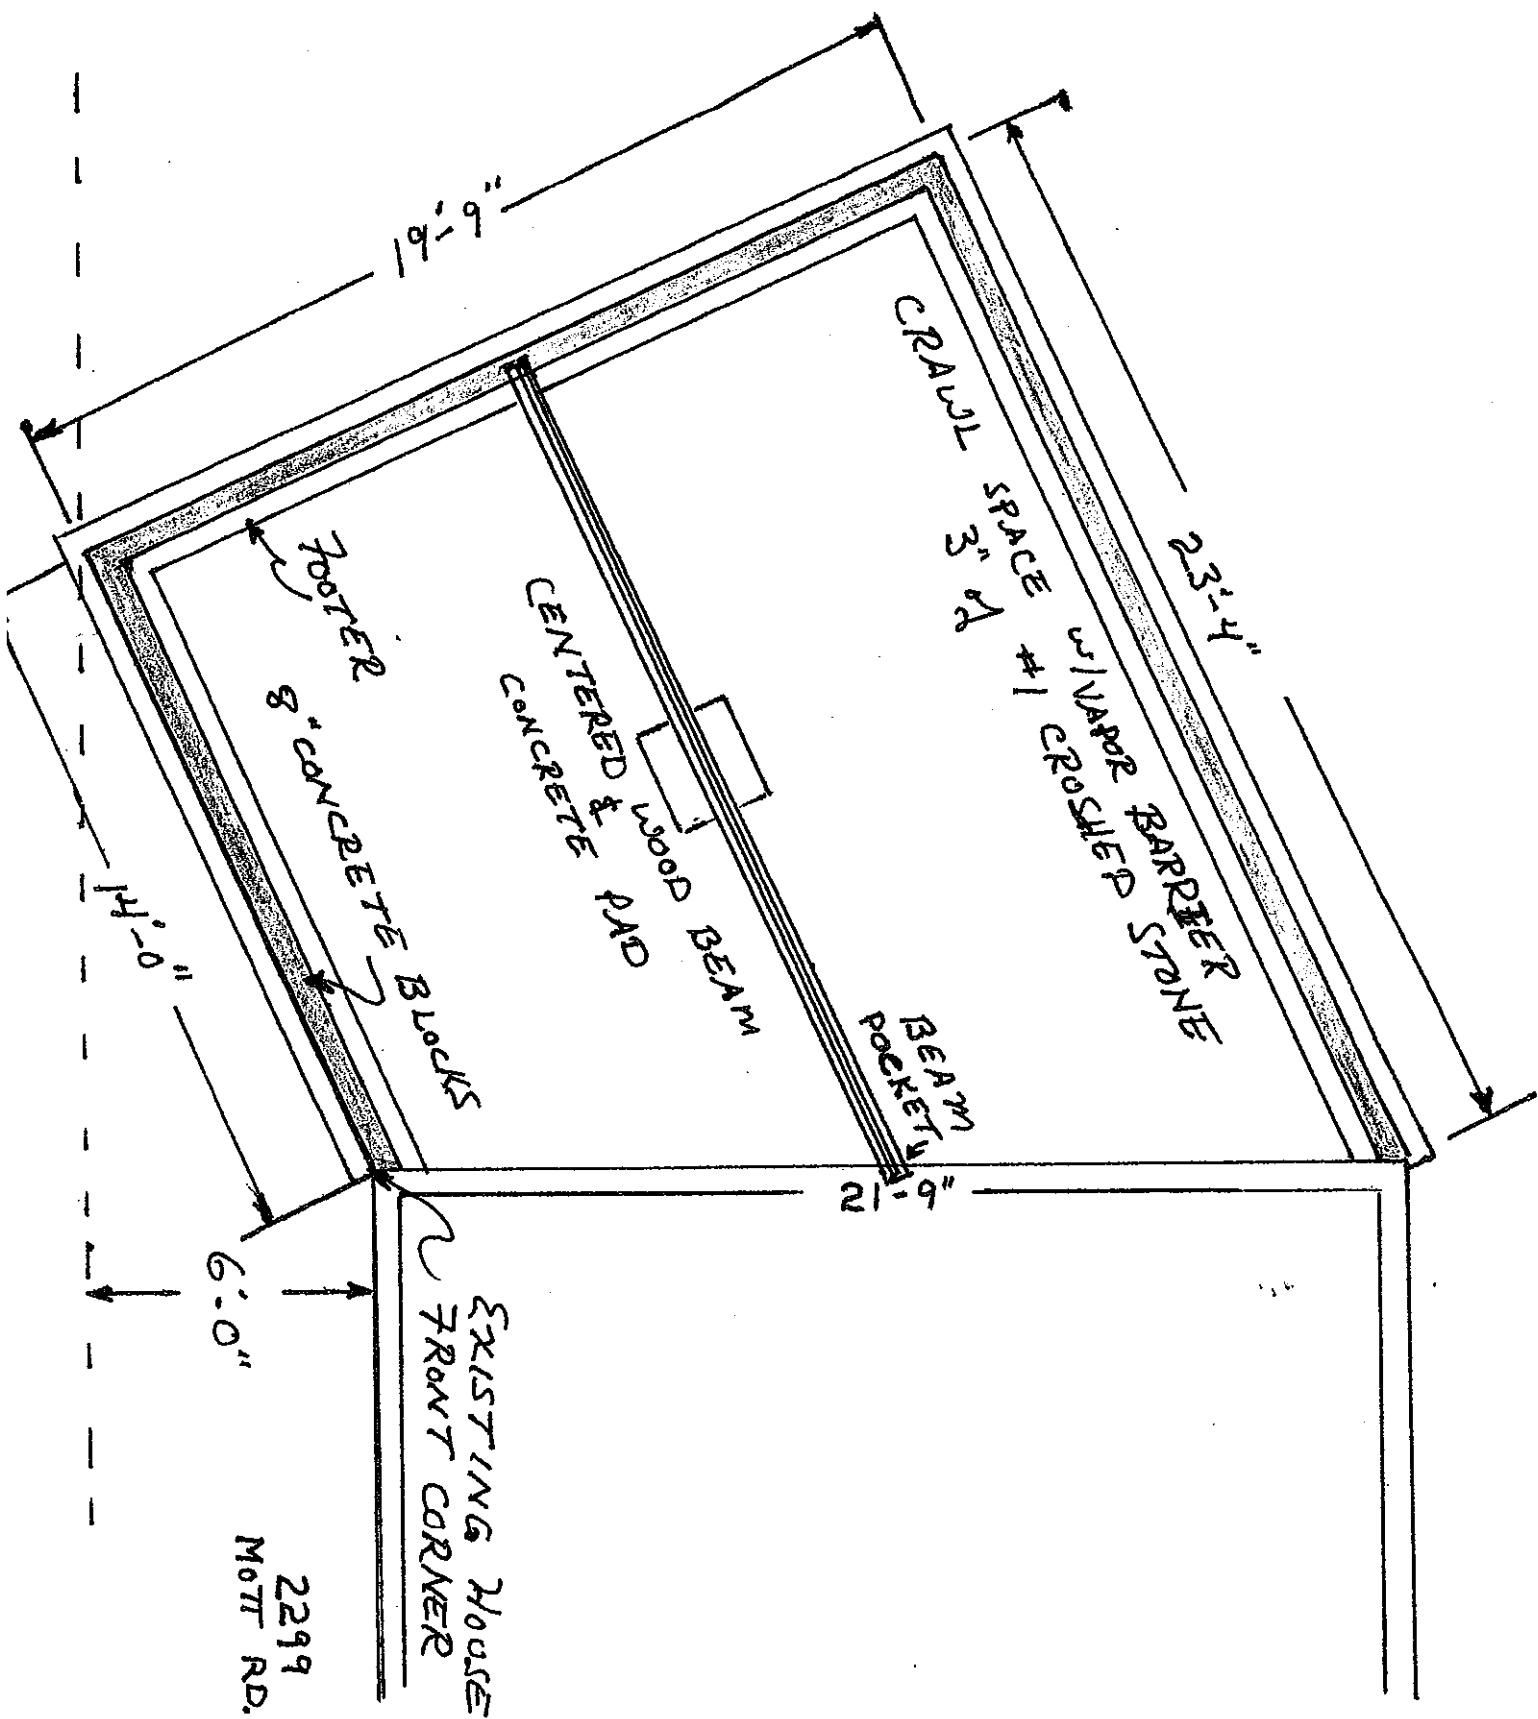 19'-9"
23'-4"
CRAWL SPACE W/VAPOR BARRIER
3" of #1 CROSHED STONE
BEAM
POCKET
CENTERED & WOOD BEAM
CONCRETE PAD
FOOTER
8" CONCRETE BLOCKS
14'-0"
21'-9"
6'-0"
EXISTING HOUSE
FRONT CORNER
2299
MOTT RD.